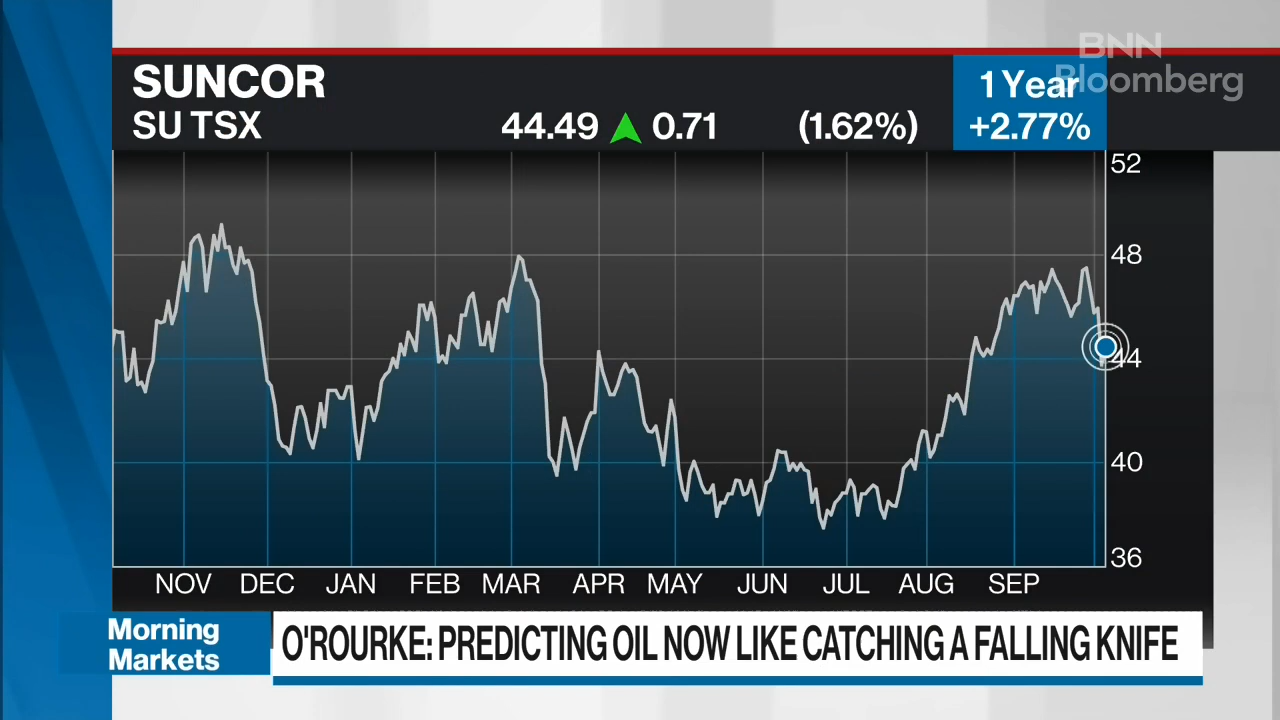 BNN
Bloomberg
SUNCOR
SU TSX
44.49 ▲ 0.71 (1.62%)
1 Year
+2.77%
52
48
44
40
36
NOV DEC JAN FEB MAR APR MAY JUN JUL AUG SEP
Morning
Markets
O'ROURKE: PREDICTING OIL NOW LIKE CATCHING A FALLING KNIFE